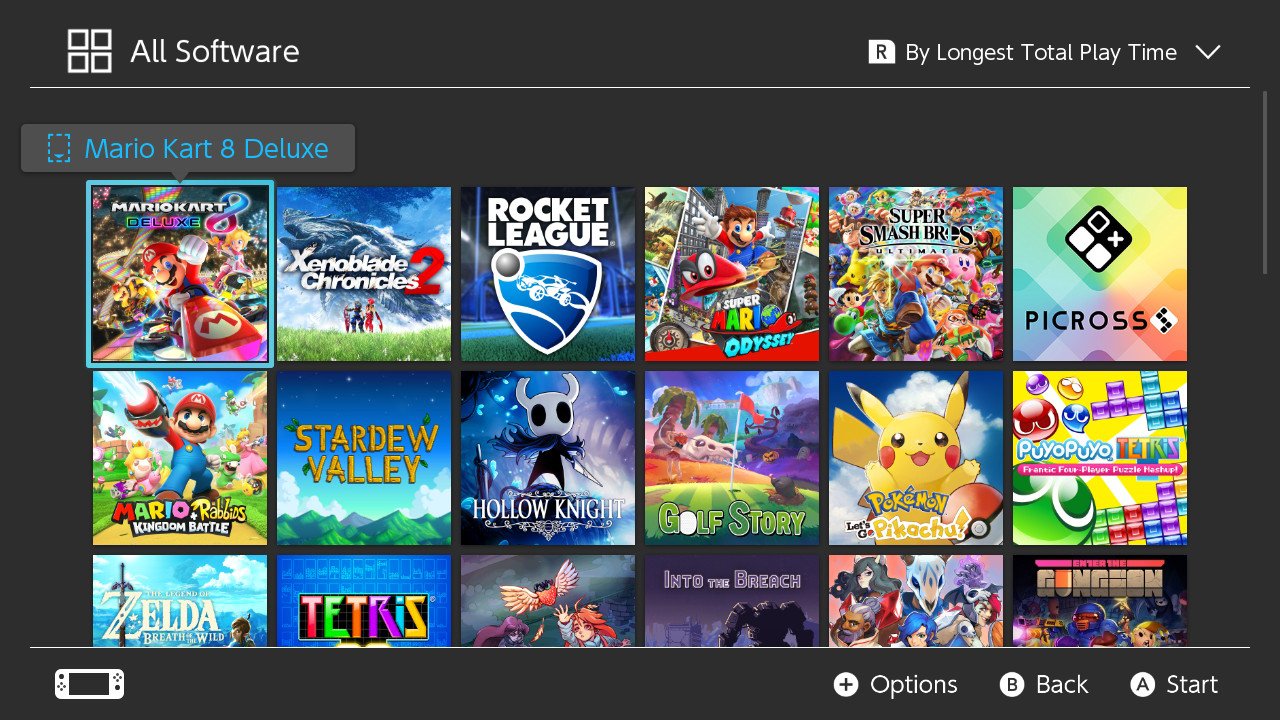 All Software
R By Longest Total Play Time
Mario Kart 8 Deluxe
MARIOKART 8
DELUXE
Xenoblade
Chronicles 2
ROCKET
LEAGUE
SUPER
MARIO
ODYSSEY
SUPER
SMASH BROS.
ULTIMATE
PICROSS S
MARIO + Rabbids
KINGDOM BATTLE
STARDEW
VALLEY
HOLLOW KNIGHT
GOLF STORY
POKÉMON
Let's Go Pikachu!
PUYOPUYO TETRIS
Frantic Four-Player Puzzle Mashup!
THE LEGEND OF
ZELDA
BREATH OF THE WILD
TETRIS
INTO THE BREACH
ENTER THE
GUNGEON
+ Options
B Back
A Start